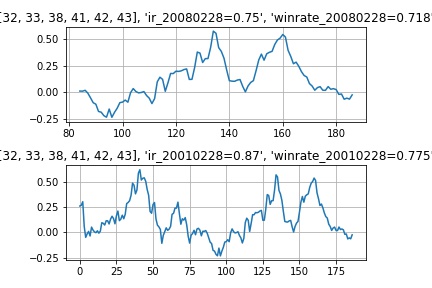 [32, 33, 38, 41, 42, 43], 'ir_20080228=0.75', 'winrate_20080228=0.718'
0.50
0.25
0.00
−0.25
80 100 120 140 160 180
[32, 33, 38, 41, 42, 43], 'ir_20010228=0.87', 'winrate_20010228=0.775'
0.50
0.25
0.00
−0.25
0 25 50 75 100 125 150 175